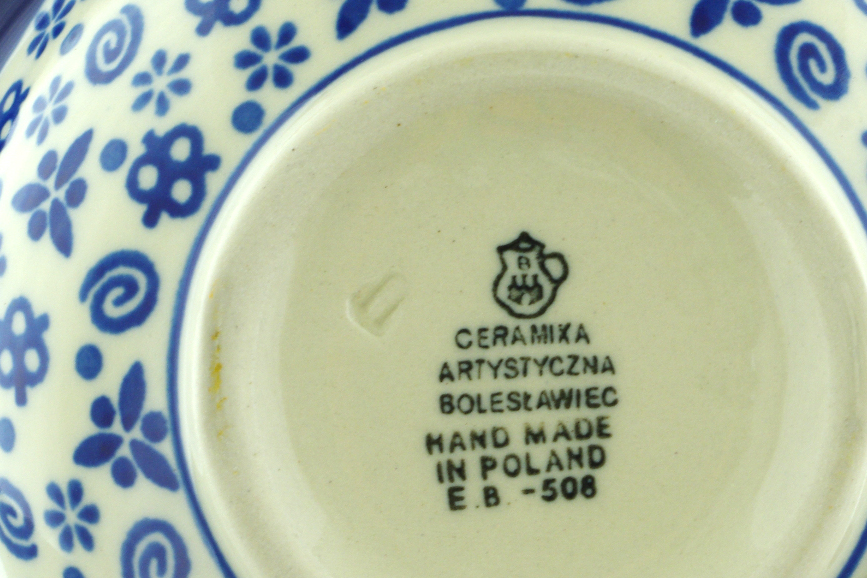 B
CERAMIKA
ARTYSTYCZNA
BOLESŁAWIEC
HAND MADE
IN POLAND
E.B.-508